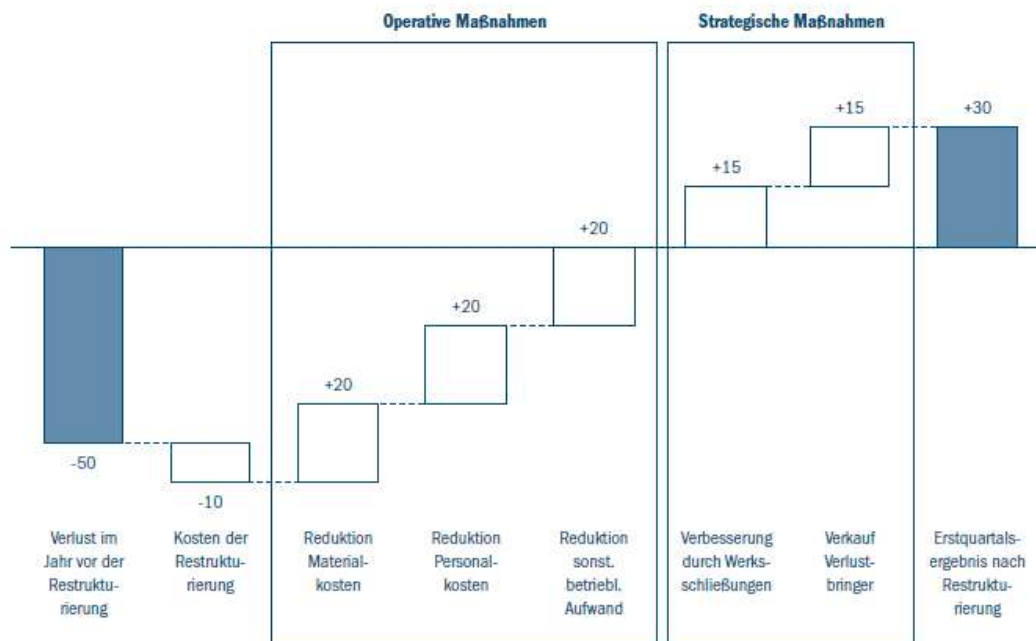 Operative Maßnahmen
Strategische Maßnahmen
+15
+30
+15
+20
+20
+20
-50
-10
Verlust im
Jahr vor der
Restruktu-
rierung
Kosten der
Restruktu-
rierung
Reduktion
Material-
kosten
Reduktion
Personal-
kosten
Reduktion
sonst.
betriebl.
Aufwand
Verbesserung
durch Werks-
schließungen
Verkauf
Verlust-
bringer
Erstquartals-
ergebnis nach
Restruktu-
rierung